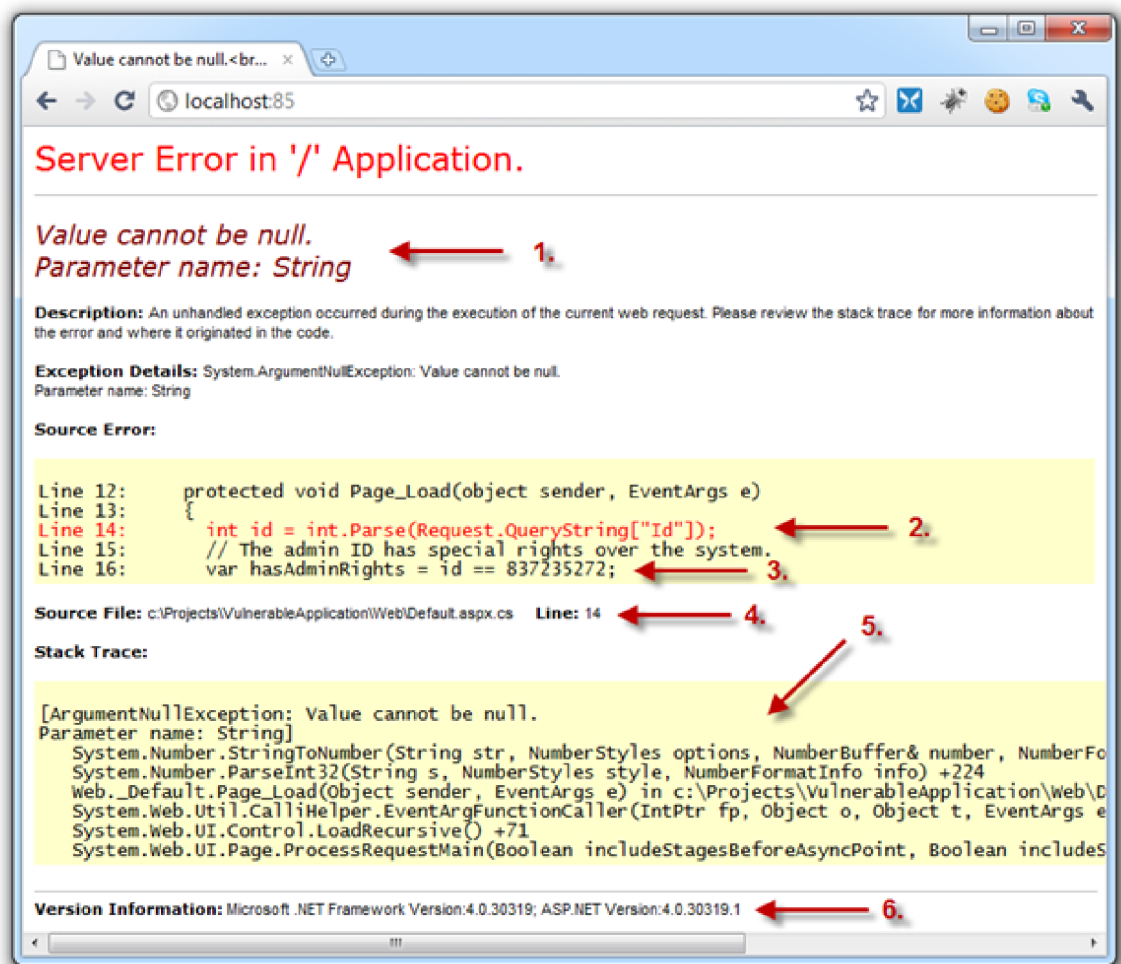 Value cannot be null.<br...
localhost:85
Server Error in '/' Application.
Value cannot be null.
Parameter name: String
1.
Description: An unhandled exception occurred during the execution of the current web request. Please review the stack trace for more information about
the error and where it originated in the code.
Exception Details: System.ArgumentNullException: Value cannot be null.
Parameter name: String
Source Error:
Line 12:      protected void Page_Load(object sender, EventArgs e)
Line 13:      {
Line 14:        int id = int.Parse(Request.QueryString["Id"]);
2.
Line 15:        // The admin ID has special rights over the system.
Line 16:        var hasAdminRights = id == 837235272;
3.
Source File: c:\Projects\VulnerableApplication\Web\Default.aspx.cs    Line: 14
4.
5.
Stack Trace:
[ArgumentNullException: Value cannot be null.
Parameter name: String]
   System.Number.StringToNumber(String str, NumberStyles options, NumberBuffer& number, NumberFo
   System.Number.ParseInt32(String s, NumberStyles style, NumberFormatInfo info) +224
   Web._Default.Page_Load(Object sender, EventArgs e) in c:\Projects\VulnerableApplication\Web\D
   System.Web.Util.CalliHelper.EventArgFunctionCaller(IntPtr fp, Object o, Object t, EventArgs e
   System.Web.UI.Control.LoadRecursive() +71
   System.Web.UI.Page.ProcessRequestMain(Boolean includeStagesBeforeAsyncPoint, Boolean includeS
Version Information: Microsoft .NET Framework Version:4.0.30319; ASP.NET Version:4.0.30319.1
6.